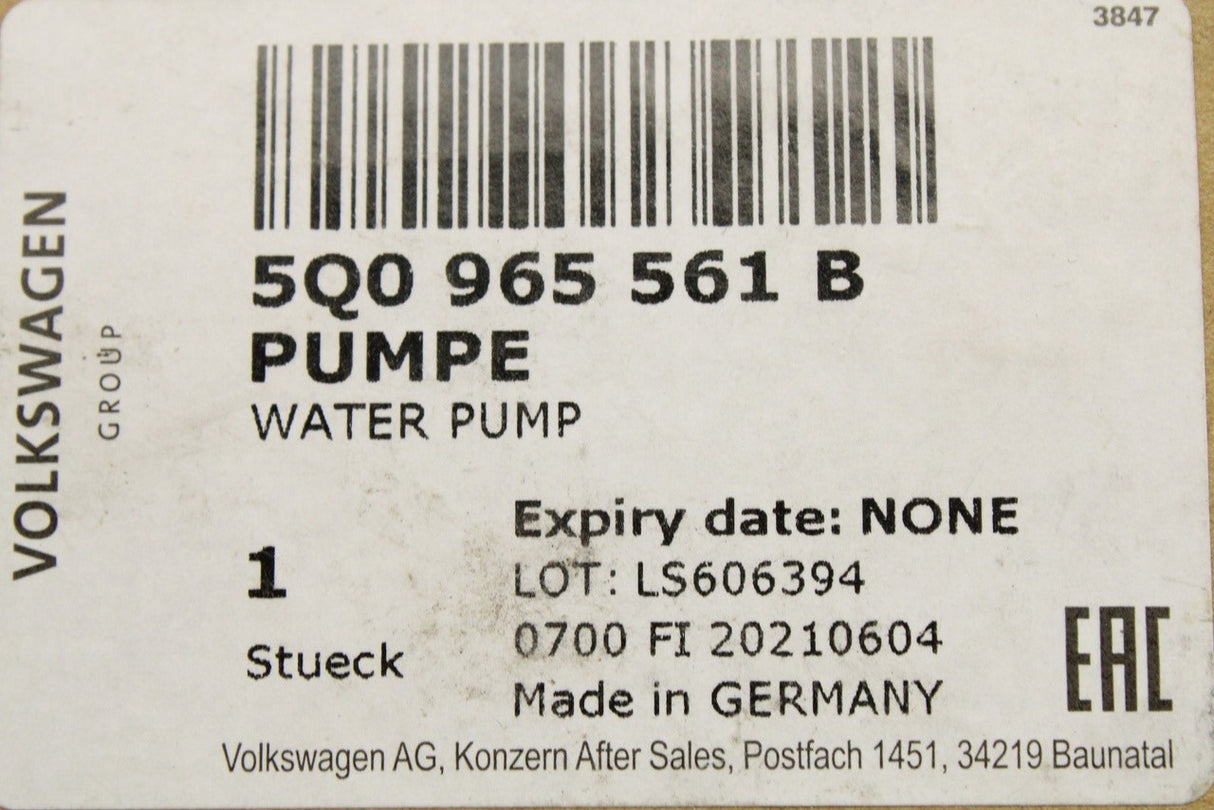 3847
VOLKSWAGEN
GROUP
5Q0 965 561 B
PUMPE
WATER PUMP
Expiry date: NONE
1
LOT: LS606394
0700 FI 20210604
Stueck
Made in GERMANY
EAC
Volkswagen AG, Konzern After Sales, Postfach 1451, 34219 Baunatal